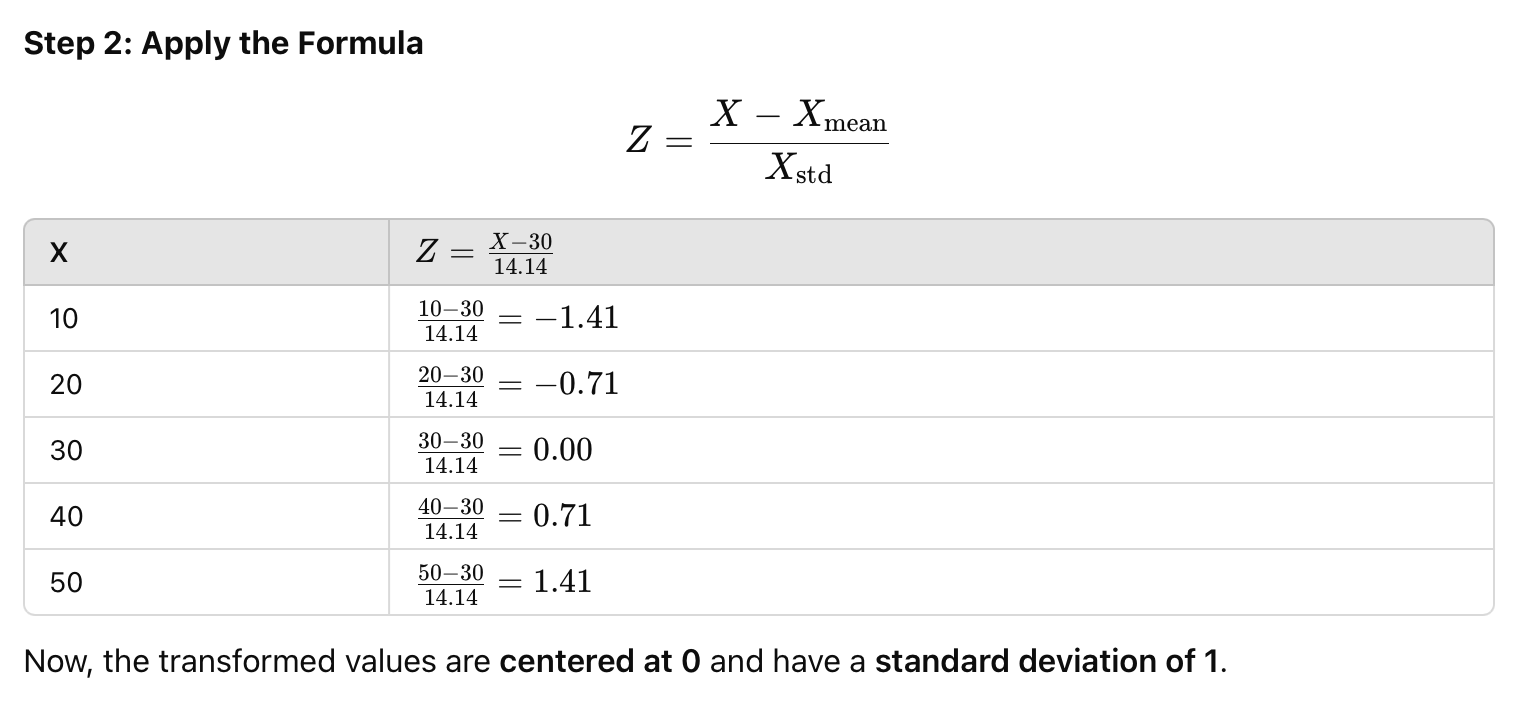 Step 2: Apply the Formula
Z = \frac{X - X_{\text{mean}}}{X_{\text{std}}}
X Z = \frac{X-30}{14.14}
10 \frac{10-30}{14.14} = -1.41
20 \frac{20-30}{14.14} = -0.71
30 \frac{30-30}{14.14} = 0.00
40 \frac{40-30}{14.14} = 0.71
50 \frac{50-30}{14.14} = 1.41
Now, the transformed values are centered at 0 and have a standard deviation of 1.